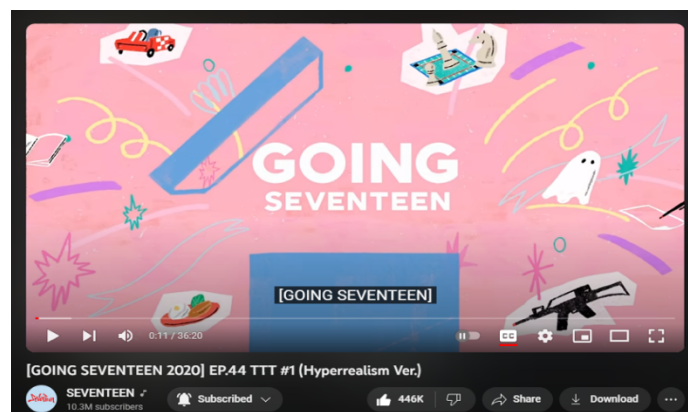 GOING
SEVENTEEN
[GOING SEVENTEEN]
0:11 / 36:20
CC
[GOING SEVENTEEN 2020] EP.44 TTT #1 (Hyperrealism Ver.)
SEVENTEEN
10.3M subscribers
Subscribed
446K
Share
Download